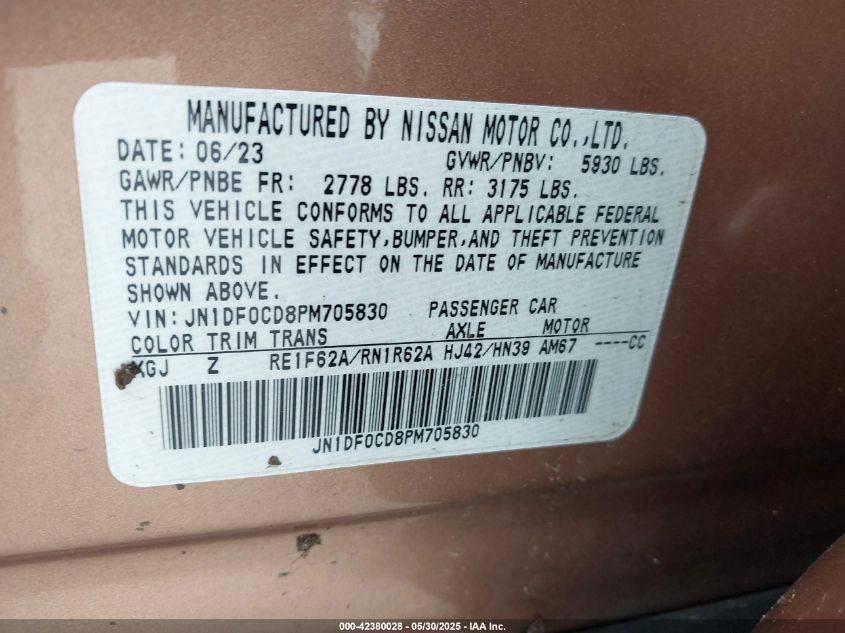 MANUFACTURED BY NISSAN MOTOR CO.,LTD.
DATE: 06/23 GVWR/PNBV: 5930 LBS.
GAWR/PNBE FR: 2778 LBS. RR: 3175 LBS.
THIS VEHICLE CONFORMS TO ALL APPLICABLE FEDERAL
MOTOR VEHICLE SAFETY,BUMPER,AND THEFT PREVENTION
STANDARDS IN EFFECT ON THE DATE OF MANUFACTURE
SHOWN ABOVE.
VIN:JN1DF0CD8PM705830 PASSENGER CAR
COLOR TRIM TRANS AXLE MOTOR
XGJ Z RE1F62A/RN1R62A HJ42/HN39 AM67 ----CC
JN1DF0CD8PM705830
000-42380028 - 05/30/2025 - IAA Inc.